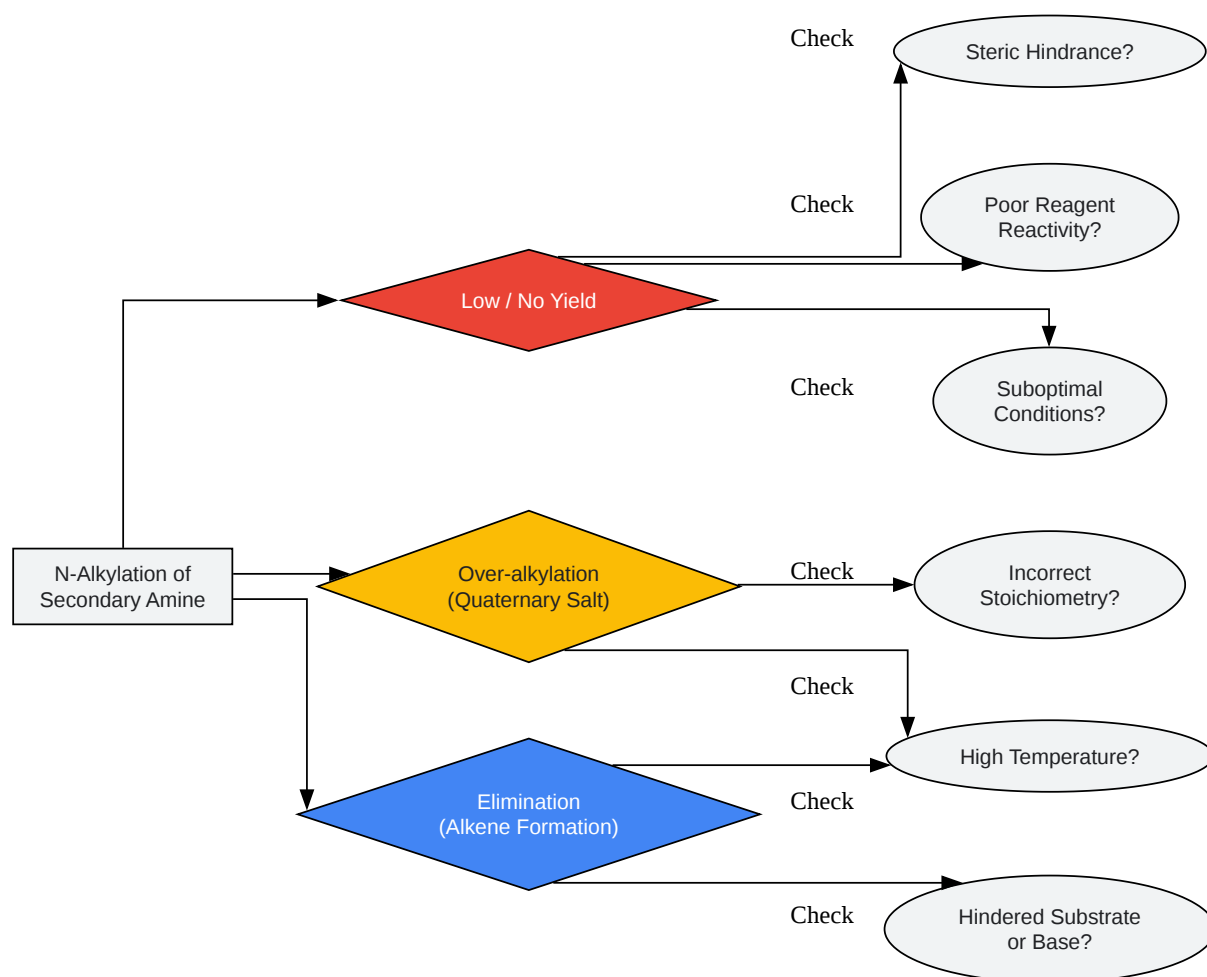 Check
Steric Hindrance?
Check
Poor Reagent
Reactivity?
Low / No Yield
Check
Suboptimal
Conditions?
N-Alkylation of
Secondary Amine
Over-alkylation
(Quaternary Salt)
Check
Incorrect
Stoichiometry?
Check
High Temperature?
Elimination
(Alkene Formation)
Check
Check
Hindered Substrate
or Base?